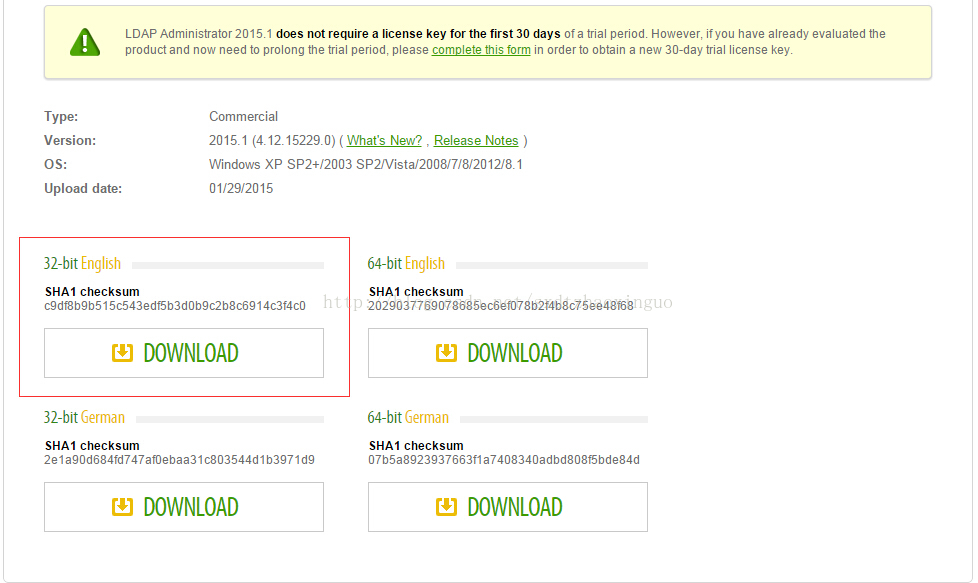 LDAP Administrator 2015.1 does not require a license key for the first 30 days of a trial period. However, if you have already evaluated the
product and now need to prolong the trial period, please complete this form in order to obtain a new 30-day trial license key.
Type: Commercial
Version: 2015.1 (4.12.15229.0) ( What's New? , Release Notes )
OS: Windows XP SP2+/2003 SP2/Vista/2008/7/8/2012/8.1
Upload date: 01/29/2015
32-bit English
SHA1 checksum
c9df8b9b515c543edf5b3d0b9c2b8c6914c3f4c0
DOWNLOAD
64-bit English
SHA1 checksum
2029037769078685ec6ef078b2f4b8c75ee48f68
DOWNLOAD
32-bit German
SHA1 checksum
2e1a90d684fd747af0ebaa31c803544d1b3971d9
DOWNLOAD
64-bit German
SHA1 checksum
07b5a8923937663f1a7408340adbd808f5bde84d
DOWNLOAD